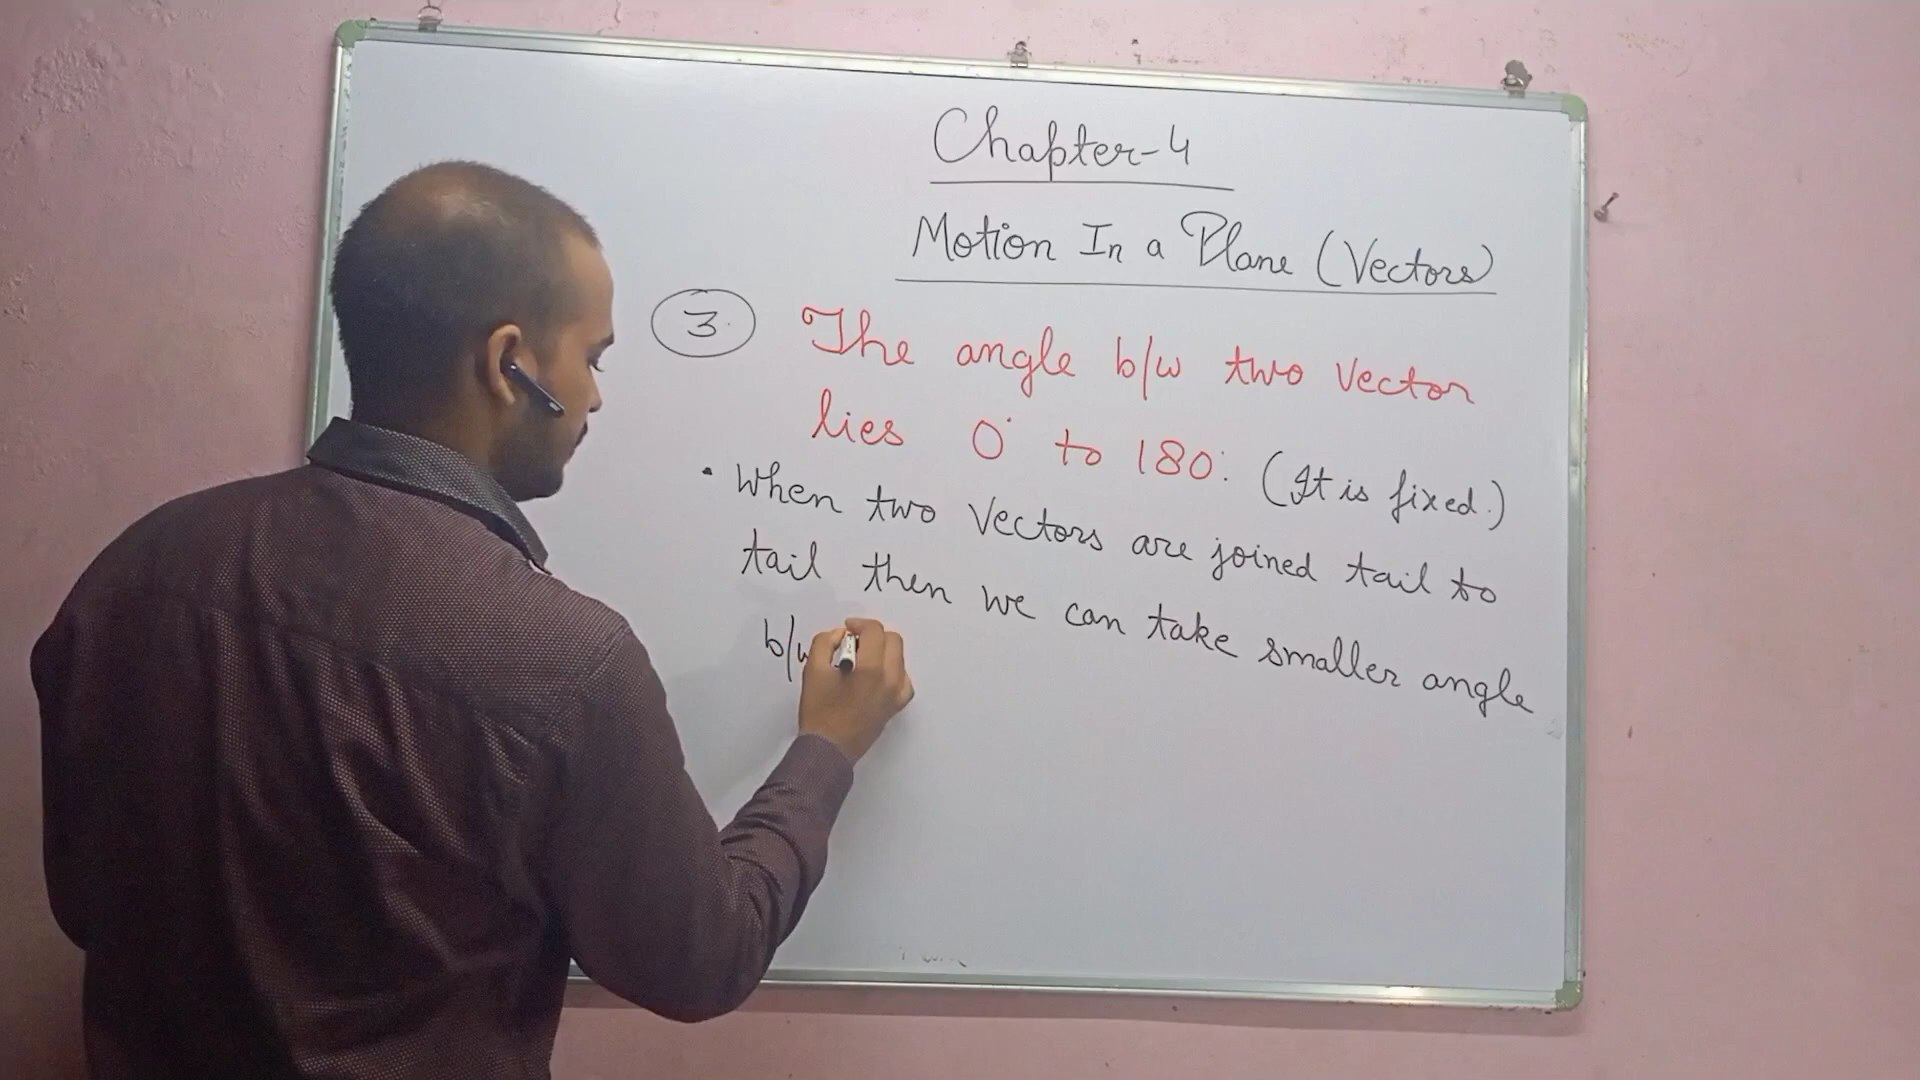 Chapter-4
Motion In a Plane (Vectors)
3. The angle b/w two vector
lies 0° to 180°. (It is fixed.)
• When two vectors are joined tail to
tail then we can take smaller angle
b/w